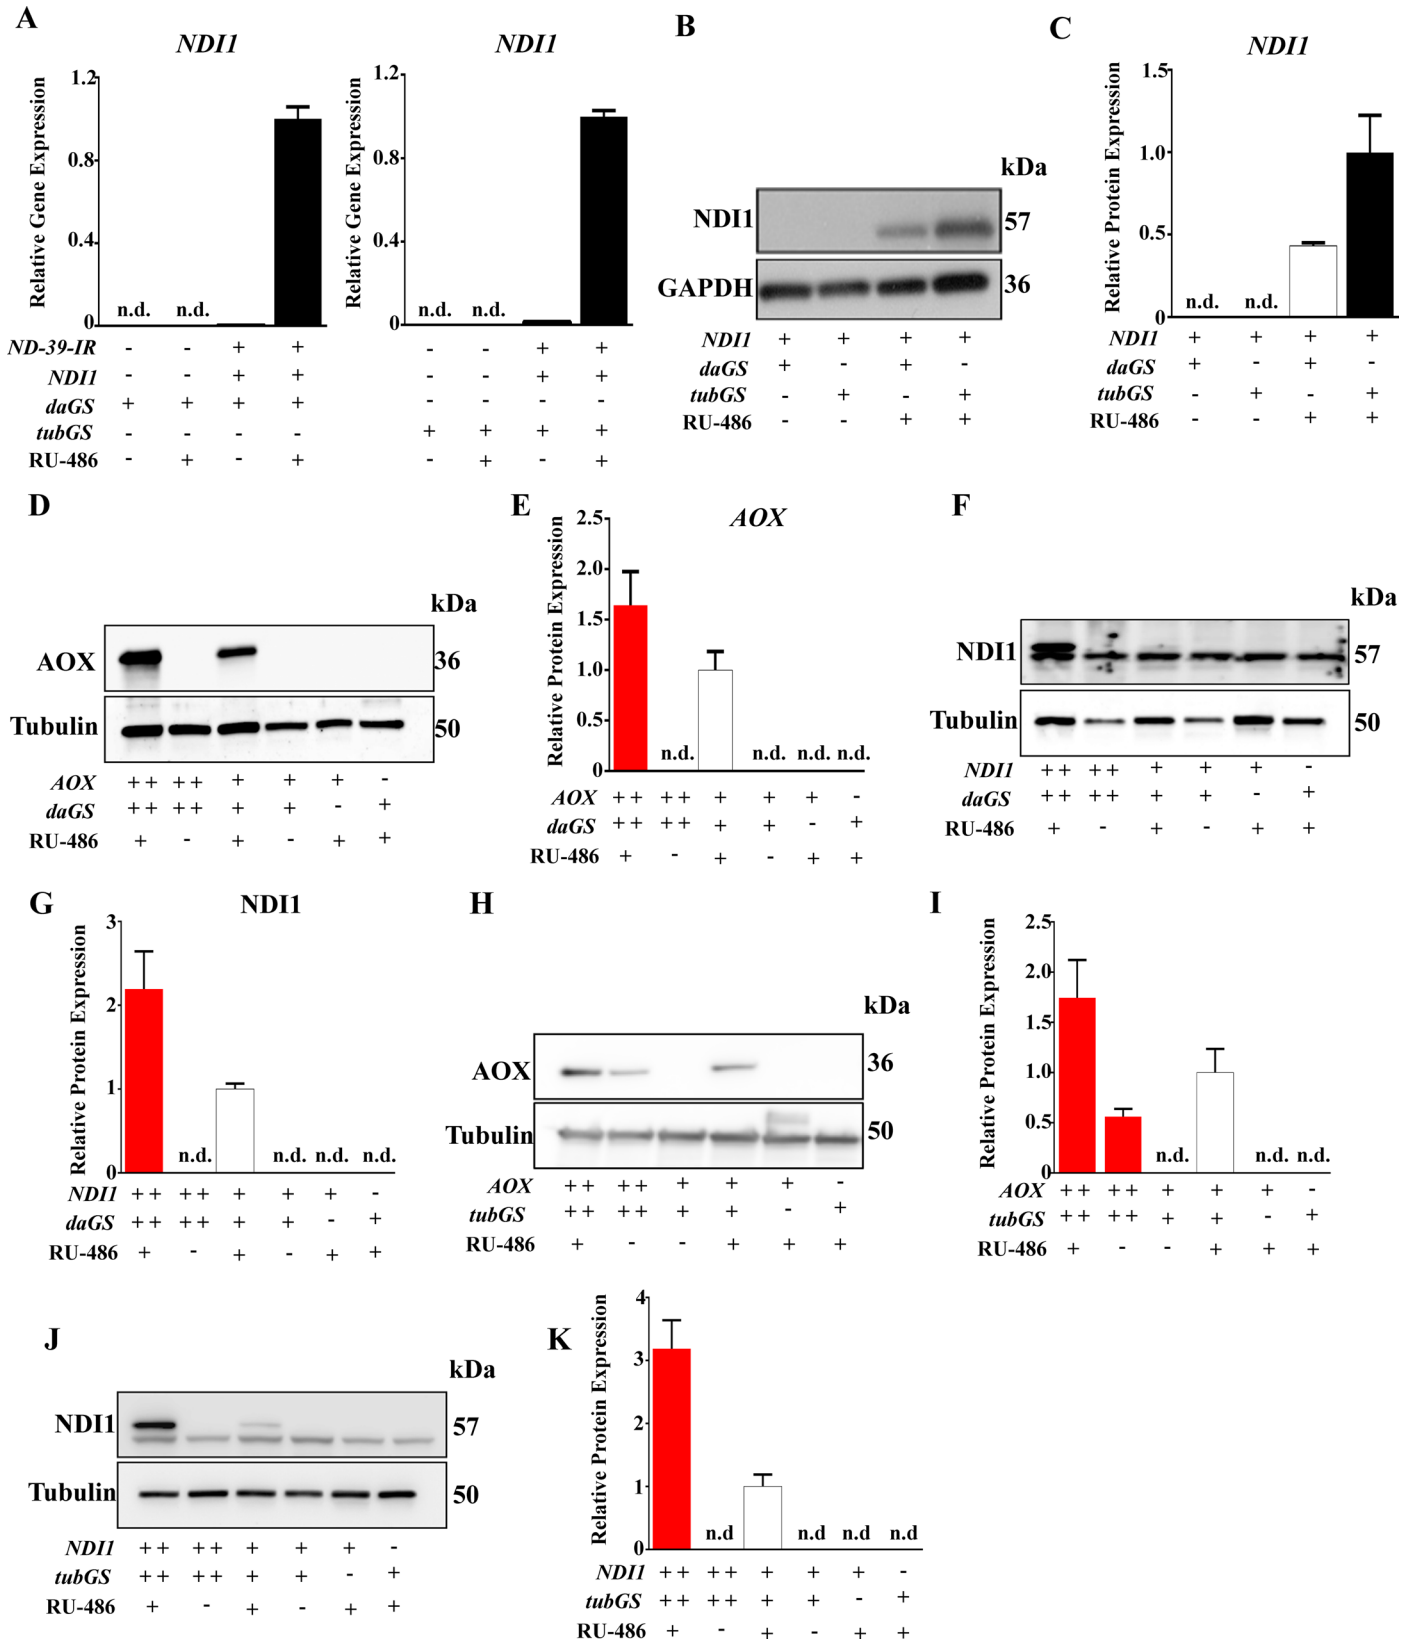 A
NDI1
Relative Gene Expression
1.2
0.8
0.4
0
n.d. n.d.
NDI1
Relative Gene Expression
1.2
0.8
0.4
0
n.d. n.d.
ND-39-IR - - + + - - + +
NDI1 - - + + - - + +
daGS + + + + - - - -
tubGS - - - - + + + +
RU-486 - + - + - + - +
B
kDa
NDI1 57
GAPDH 36
NDI1 + + + +
daGS + - + -
tubGS - + - +
RU-486 - - + +
C
NDI1
Relative Protein Expression
1.5
1.0
0.5
0
n.d. n.d.
NDI1 + + + +
daGS + - + -
tubGS - + - +
RU-486 - - + +
D
kDa
AOX 36
Tubulin 50
AOX ++ ++ + + + -
daGS ++ ++ + + - +
RU-486 + - + - + +
E
AOX
Relative Protein Expression
2.5
2.0
1.5
1.0
0.5
0
n.d. n.d. n.d. n.d.
AOX ++ ++ + + + -
daGS ++ ++ + + - +
RU-486 + - + - + +
F
kDa
NDI1 57
Tubulin 50
NDI1 ++ ++ + + + -
daGS ++ ++ + + - +
RU-486 + - + - + +
G
NDI1
Relative Protein Expression
3
2
1
0
n.d. n.d. n.d. n.d.
NDI1 ++ ++ + + + -
daGS ++ ++ + + - +
RU-486 + - + - + +
H
kDa
AOX 36
Tubulin 50
AOX ++ ++ + + + -
tubGS ++ ++ + + - +
RU-486 + - - + + +
I
Relative Protein Expression
2.5
2.0
1.5
1.0
0.5
0
n.d. n.d. n.d.
AOX ++ ++ + + + -
tubGS ++ ++ + + - +
RU-486 + - - + + +
J
kDa
NDI1 57
Tubulin 50
NDI1 ++ ++ + + + -
tubGS ++ ++ + + - +
RU-486 + - + - + +
K
Relative Protein Expression
4
3
2
1
0
n.d n.d n.d n.d
NDI1 ++ ++ + + + -
tubGS ++ ++ + + - +
RU-486 + - + - + +